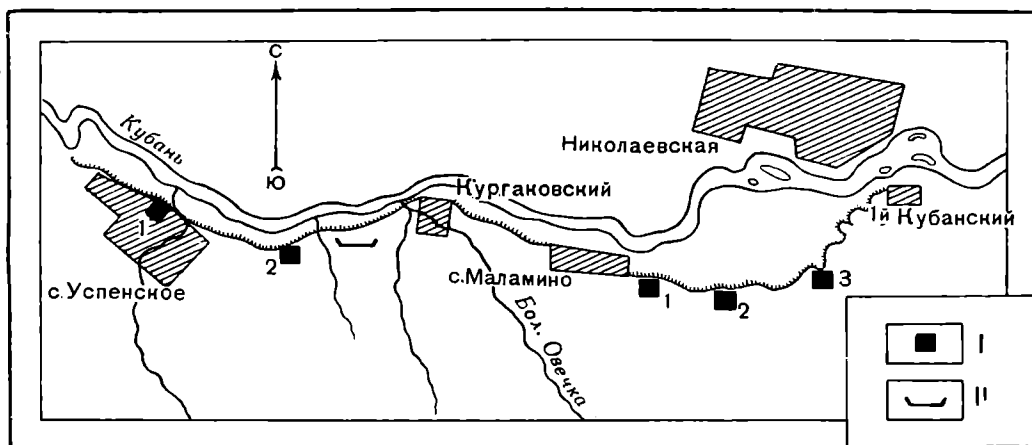 С
Ю
Кубань
Николаевская
Кургаковский
1й Кубанский
1
2
с. Успенское
с. Маламино
1
2
3
Бол. Овечка
I
II